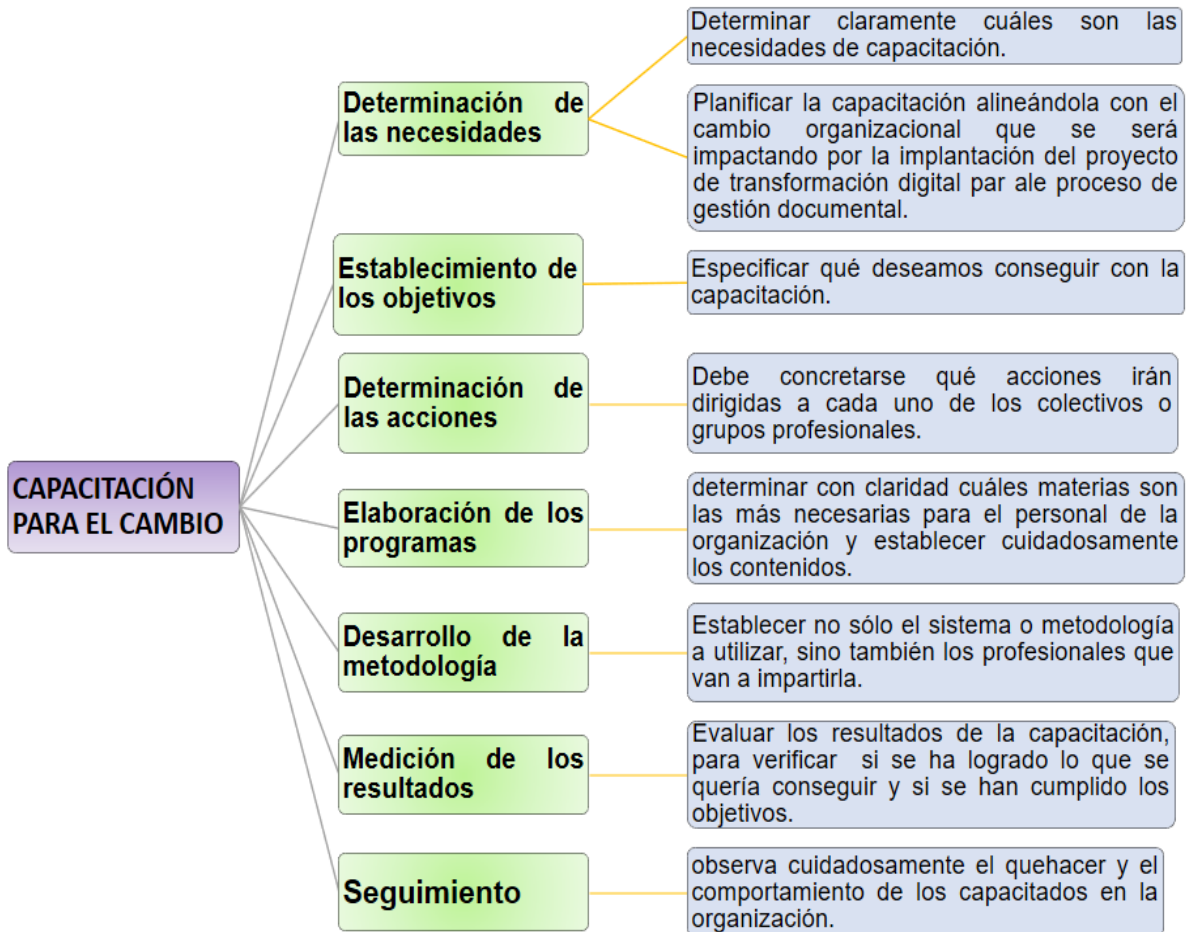 CAPACITACIÓN
PARA EL CAMBIO
Determinación de
las necesidades
Determinar claramente cuáles son las
necesidades de capacitación.
Planificar la capacitación alineándola con el
cambio organizacional que se será
impactando por la implantación del proyecto
de transformación digital par ale proceso de
gestión documental.
Establecimiento de
los objetivos
Especificar qué deseamos conseguir con la
capacitación.
Determinación de
las acciones
Debe concretarse qué acciones irán
dirigidas a cada uno de los colectivos o
grupos profesionales.
Elaboración de los
programas
determinar con claridad cuáles materias son
las más necesarias para el personal de la
organización y establecer cuidadosamente
los contenidos.
Desarrollo de la
metodología
Establecer no sólo el sistema o metodología
a utilizar, sino también los profesionales que
van a impartirla.
Medición de los
resultados
Evaluar los resultados de la capacitación,
para verificar si se ha logrado lo que se
quería conseguir y si se han cumplido los
objetivos.
Seguimiento
observa cuidadosamente el quehacer y el
comportamiento de los capacitados en la
organización.